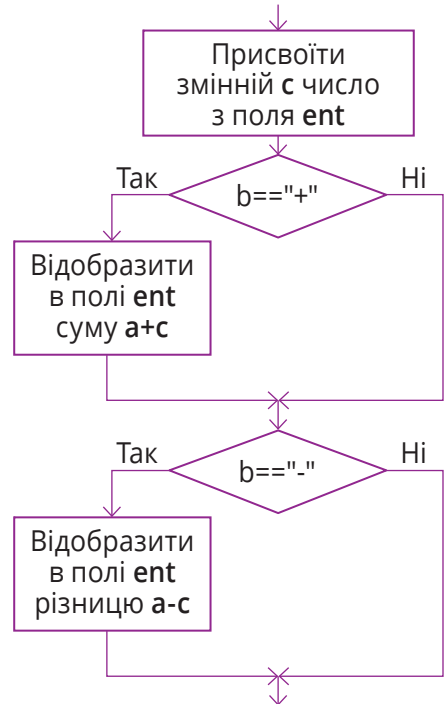 Присвоїти
змінній c число
з поля ent
Так
Ні
b=="+"
Відобразити
в полі ent
суму a+c
Так
Ні
b=="-"
Відобразити
в полі ent
різницю a-c